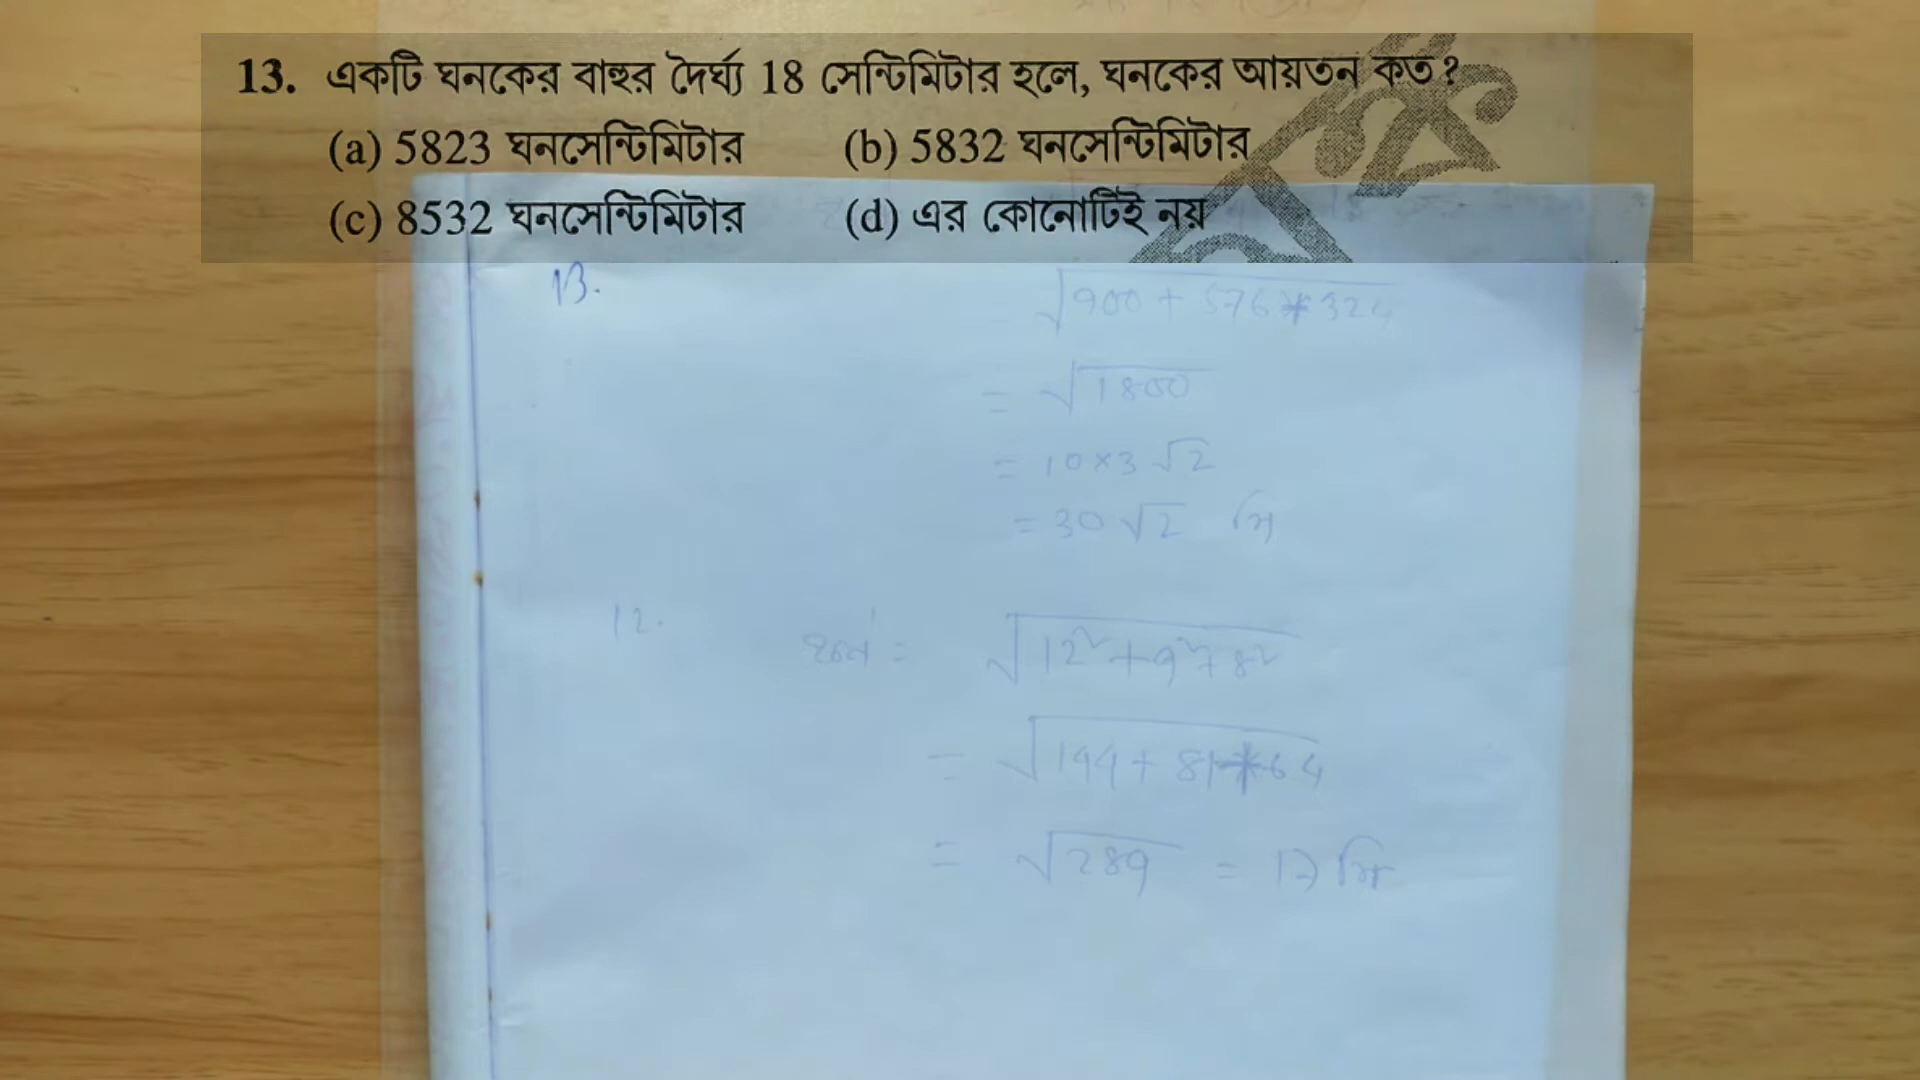 13. একটি ঘনকের বাহুর দৈর্ঘ্য 18 সেন্টিমিটার হলে, ঘনকের আয়তন কত?
(a) 5823 ঘনসেন্টিমিটার (b) 5832 ঘনসেন্টিমিটার
(c) 8532 ঘনসেন্টিমিটার (d) এর কোনোটিই নয়
13.
√900 + 576 + 324
= √1800
= 10×3√2
= 30√2 মি
12.
= √12² + 9² + 8²
= √144 + 81 + 64
= √289 = 17 মি